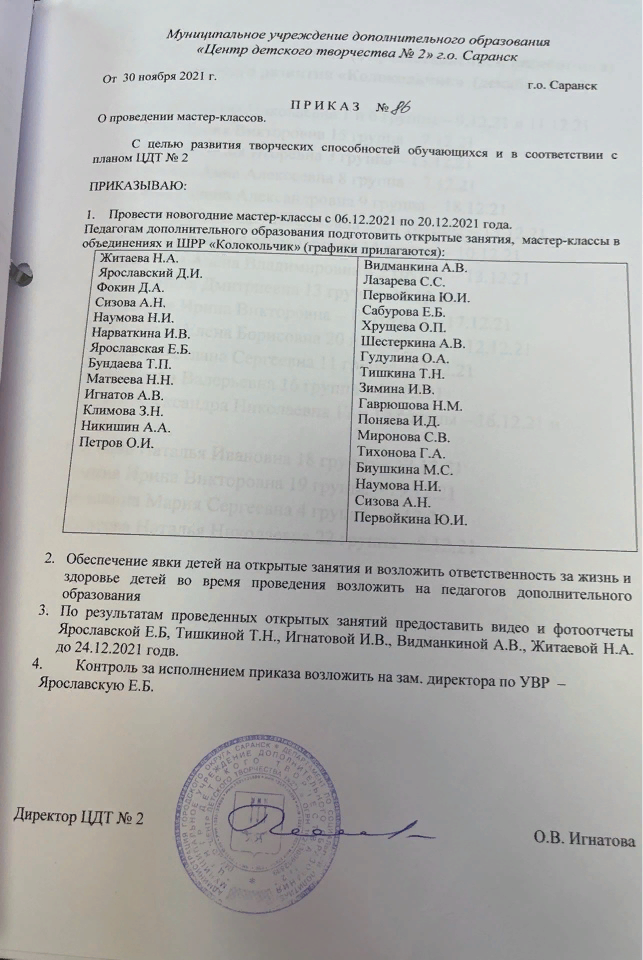 Муниципальное учреждение дополнительного образования
«Центр детского творчества № 2» г.о. Саранск
От 30 ноября 2021 г.
г.о. Саранск
П Р И К А З № 86
О проведении мастер-классов.
С целью развития творческих способностей обучающихся и в соответствии с
планом ЦДТ № 2
ПРИКАЗЫВАЮ:
1. Провести новогодние мастер-классы с 06.12.2021 по 20.12.2021 года.
Педагогам дополнительного образования подготовить открытые занятия, мастер-классы в
объединениях и ШРР «Колокольчик» (графики прилагаются):
Житаева Н.А.
Ярославский Д.И.
Фокин Д.А.
Сизова А.Н.
Наумова Н.И.
Нарваткина И.В.
Ярославская Е.Б.
Бундаева Т.П.
Матвеева Н.Н.
Игнатов А.В.
Климова З.Н.
Никишин А.А.
Петров О.И.
Видманкина А.В.
Лазарева С.С.
Первойкина Ю.И.
Сабурова Е.Б.
Хрущева О.П.
Шестеркина А.В.
Гудулина О.А.
Тишкина Т.Н.
Зимина И.В.
Гаврюшова Н.М.
Поняева И.Д.
Миронова С.В.
Тихонова Г.А.
Биушкина М.С.
Наумова Н.И.
Сизова А.Н.
Первойкина Ю.И.
2. Обеспечение явки детей на открытые занятия и возложить ответственность за жизнь и
здоровье детей во время проведения возложить на педагогов дополнительного
образования
3. По результатам проведенных открытых занятий предоставить видео и фотоотчеты
Ярославской Е.Б, Тишкиной Т.Н., Игнатовой И.В., Видманкиной А.В., Житаевой Н.А.
до 24.12.2021 годв.
4. Контроль за исполнением приказа возложить на зам. директора по УВР –
Ярославскую Е.Б.
Директор ЦДТ № 2
О.В. Игнатова